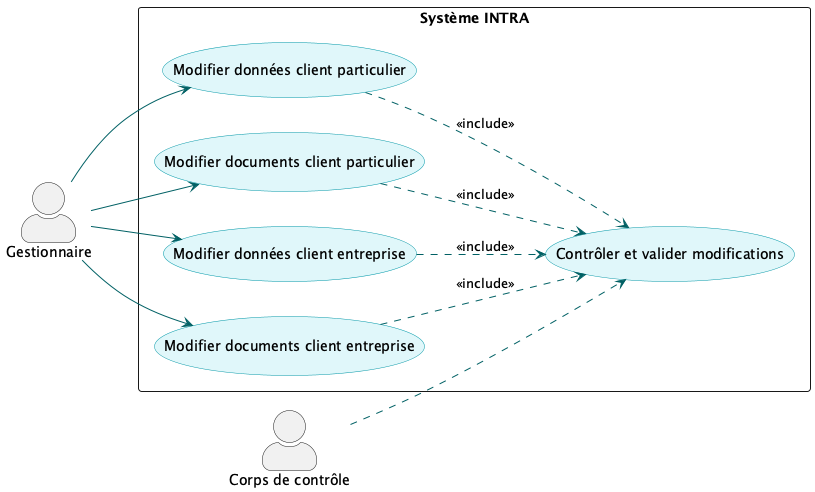 Système INTRA
Modifier données client particulier
«include»
Modifier documents client particulier
«include»
Gestionnaire
Modifier données client entreprise
«include»
Contrôler et valider modifications
«include»
Modifier documents client entreprise
Corps de contrôle